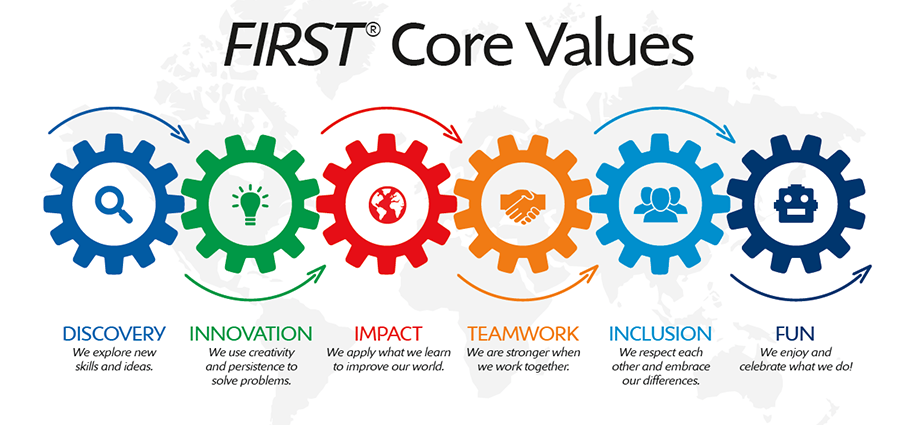 FIRST® Core Values
DISCOVERY
We explore new
skills and ideas.
INNOVATION
We use creativity
and persistence to
solve problems.
IMPACT
We apply what we learn
to improve our world.
TEAMWORK
We are stronger when
we work together.
INCLUSION
We respect each
other and embrace
our differences.
FUN
We enjoy and
celebrate what we do!